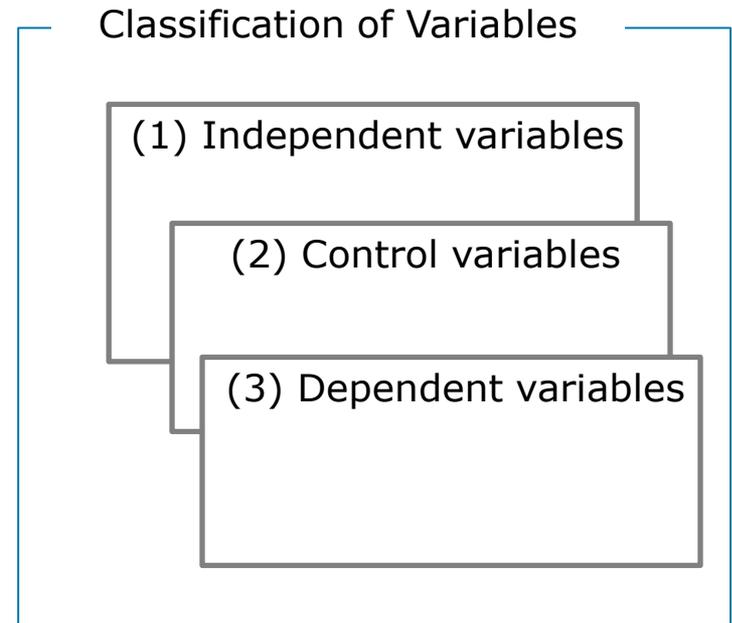 Classification of Variables
(1) Independent variables
(2) Control variables
(3) Dependent variables